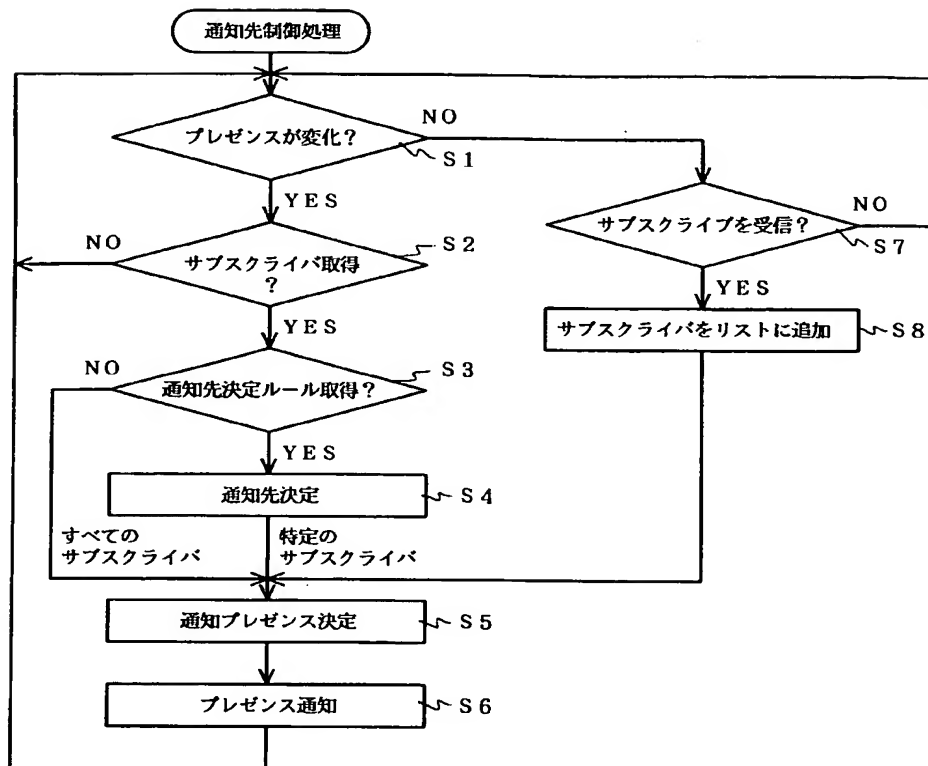 通知先制御処理
プレゼンスが変化?
NO
S1
YES
サブスクライブを受信?
NO
S7
NO
S2
サブスクライバ取得
?
YES
YES
サブスクライバをリストに追加
S8
NO
S3
通知先決定ルール取得?
YES
通知先決定
S4
すべての
サブスクライバ
特定の
サブスクライバ
通知プレゼンス決定
S5
プレゼンス通知
S6